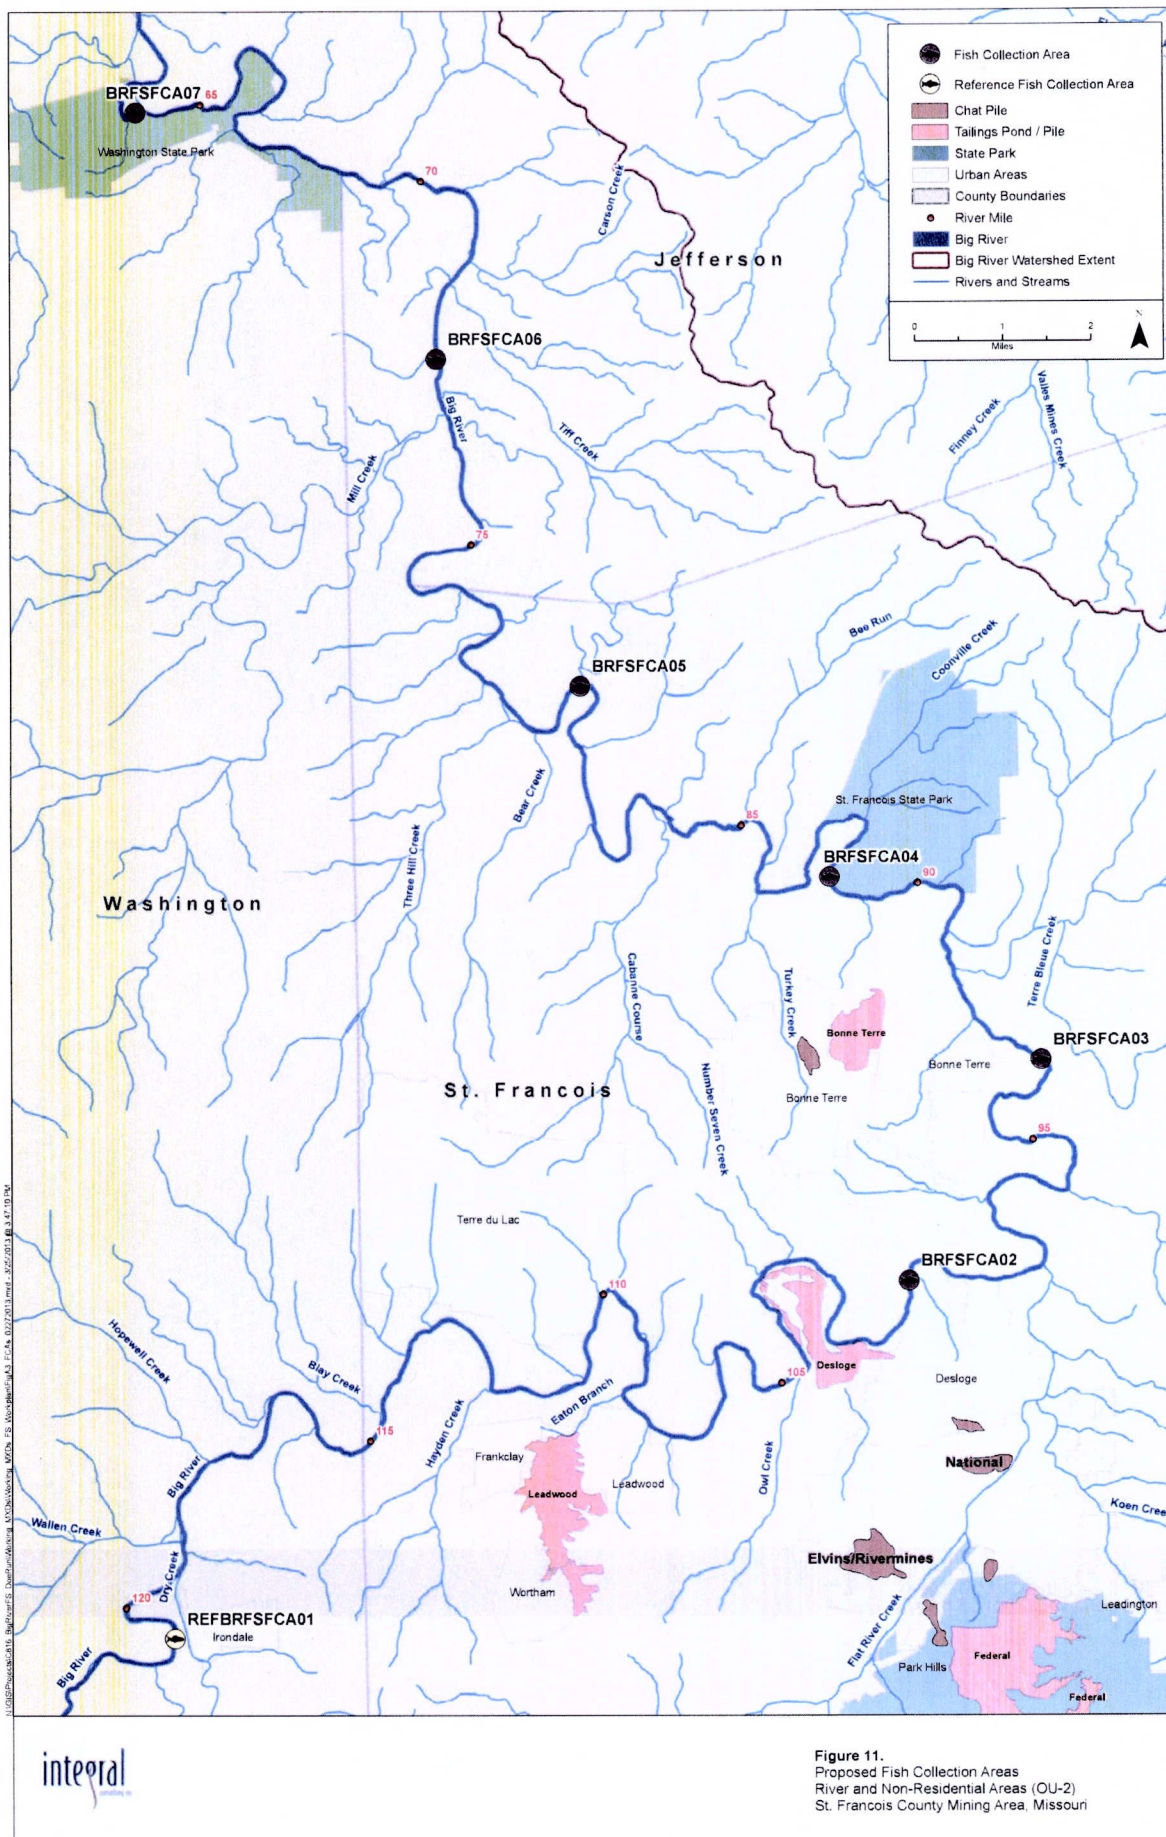 Fish Collection Area
Reference Fish Collection Area
Chat Pile
Tailings Pond / Pile
State Park
Urban Areas
County Boundaries
River Mile
Big River
Big River Watershed Extent
Rivers and Streams
N
0 1 2
Miles
BRFSFCA07
65
Washington State Park
70
Carson Creek
Jefferson
BRFSFCA06
Big River
Tiff Creek
Mill Creek
Finney Creek
Valles Mines Creek
75
BRFSFCA05
Bee Run
Coonville Creek
Bear Creek
Three Hill Creek
85
St. Francois State Park
BRFSFCA04
90
Washington
Cabanne Course
Turkey Creek
Terre Bleue Creek
Bonne Terre
BRFSFCA03
Bonne Terre
Bonne Terre
St. Francois
Number Seven Creek
95
Terre du Lac
BRFSFCA02
110
Hopewell Creek
Blay Creek
Desloge
105
Desloge
Eaton Branch
115
Hayden Creek
Frankclay
Leadwood
Leadwood
Owl Creek
National
Big River
Koen Cree
Wallen Creek
Elvins/Rivermines
Dry Creek
Wortham
120
REFBRFSFCA01
Irondale
Flat River Creek
Leadington
Park Hills
Federal
Federal
Big River
integral
Figure 11.
Proposed Fish Collection Areas
River and Non-Residential Areas (OU-2)
St. Francois County Mining Area, Missouri